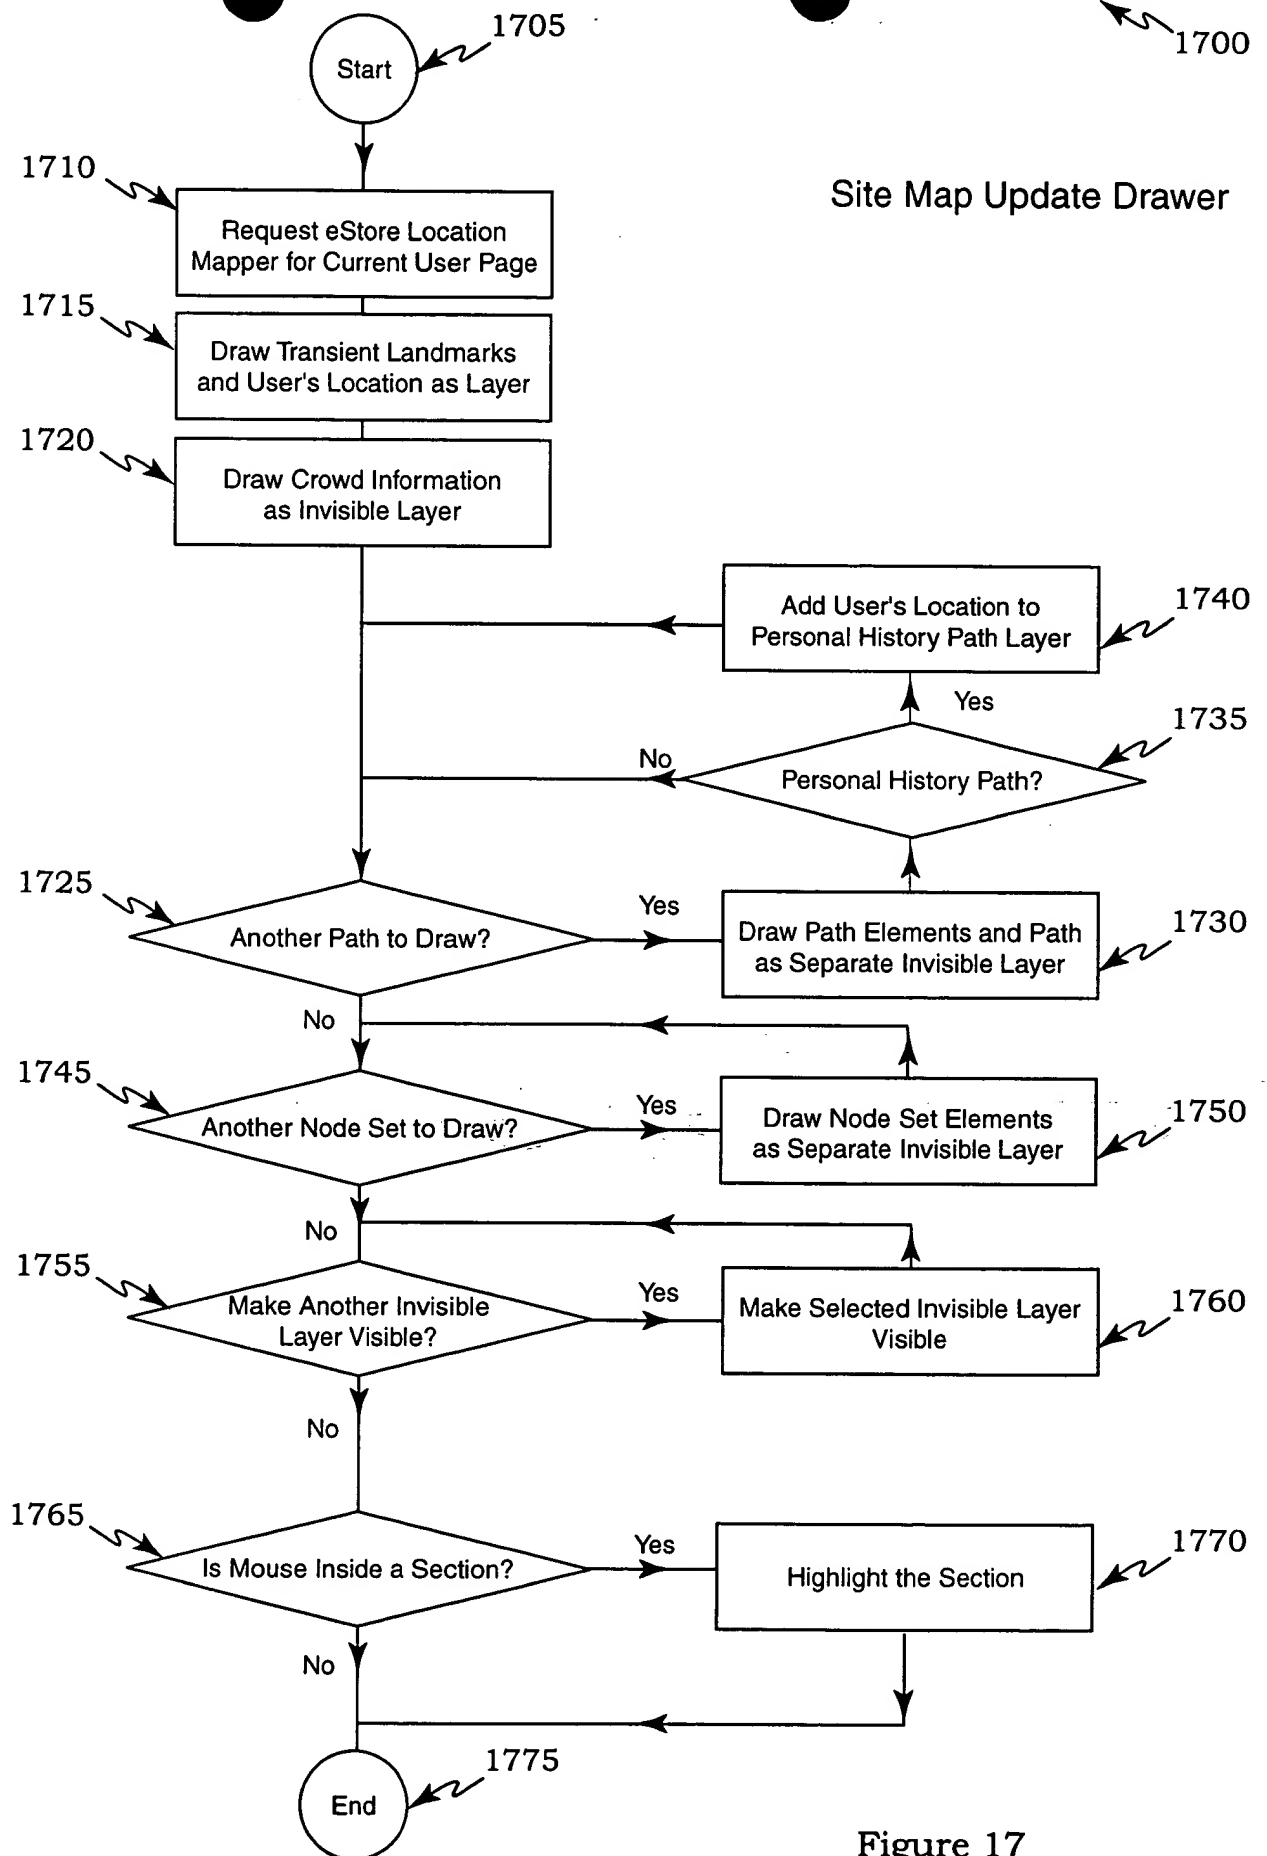 1705
1700
Start
1710
Site Map Update Drawer
Request eStore Location
Mapper for Current User Page
1715
Draw Transient Landmarks
and User's Location as Layer
1720
Draw Crowd Information
as Invisible Layer
1740
Add User's Location to
Personal History Path Layer
Yes
1735
No
Personal History Path?
1725
Yes
1730
Another Path to Draw?
Draw Path Elements and Path
as Separate Invisible Layer
No
1745
Yes
1750
Another Node Set to Draw?
Draw Node Set Elements
as Separate Invisible Layer
No
1755
Yes
1760
Make Another Invisible
Layer Visible?
Make Selected Invisible Layer
Visible
No
1765
Yes
1770
Is Mouse Inside a Section?
Highlight the Section
No
1775
End
Figure 17